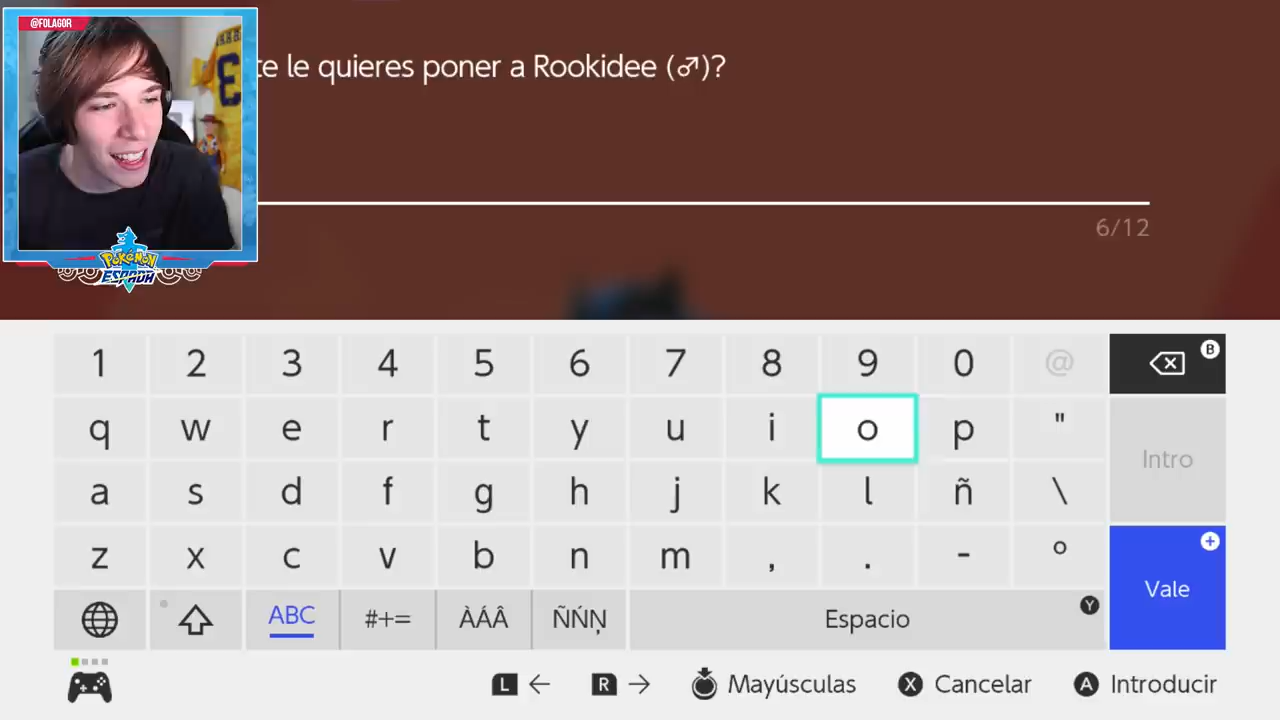 @FOLAGOR
te le quieres poner a Rookidee (♂)?
6/12
Pokémon
ESPADA
1 2 3 4 5 6 7 8 9 0 @ B
q w e r t y u i o p " Intro
a s d f g h j k l ñ \
z x c v b n m , . - º + Vale
ABC #+= ÀÁÂ ÑŃŅ Espacio Y
L ← R → Mayúsculas X Cancelar A Introducir